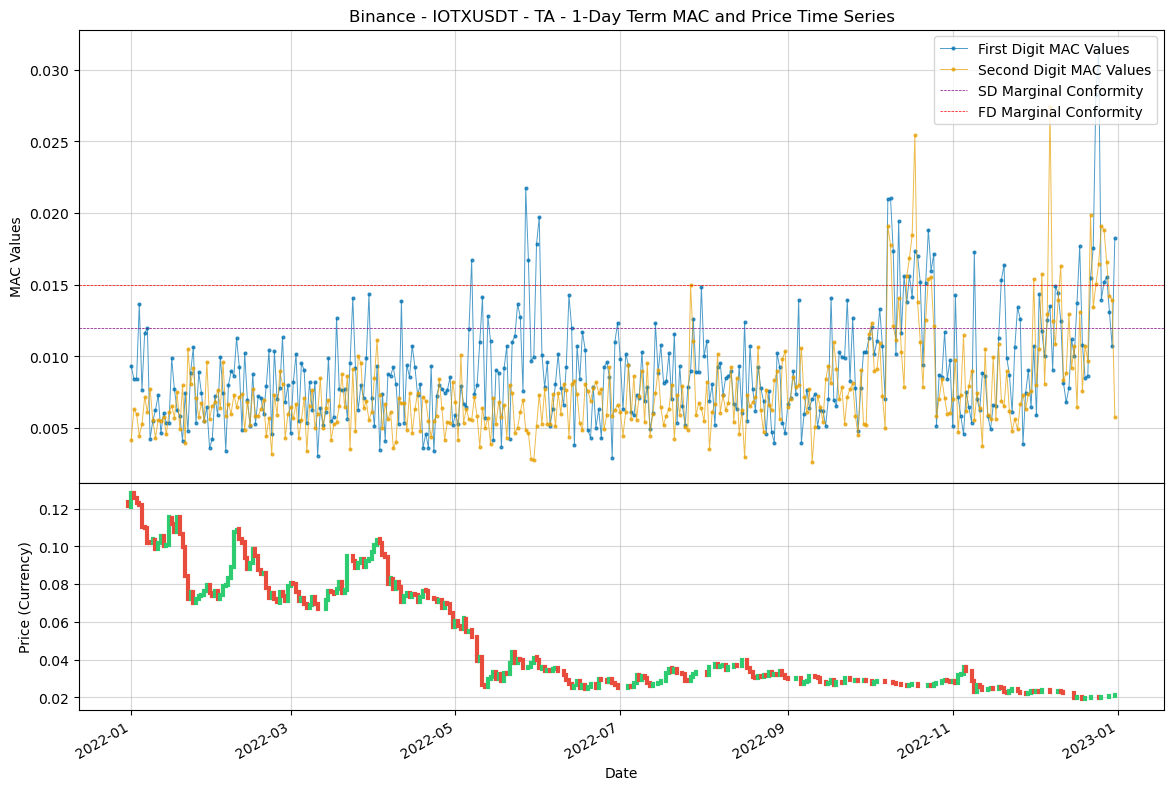 Binance - IOTXUSDT - TA - 1-Day Term MAC and Price Time Series
First Digit MAC Values
Second Digit MAC Values
SD Marginal Conformity
FD Marginal Conformity
MAC Values
0.030
0.025
0.020
0.015
0.010
0.005
Price (Currency)
0.12
0.10
0.08
0.06
0.04
0.02
2022-01
2022-03
2022-05
2022-07
2022-09
2022-11
2023-01
Date